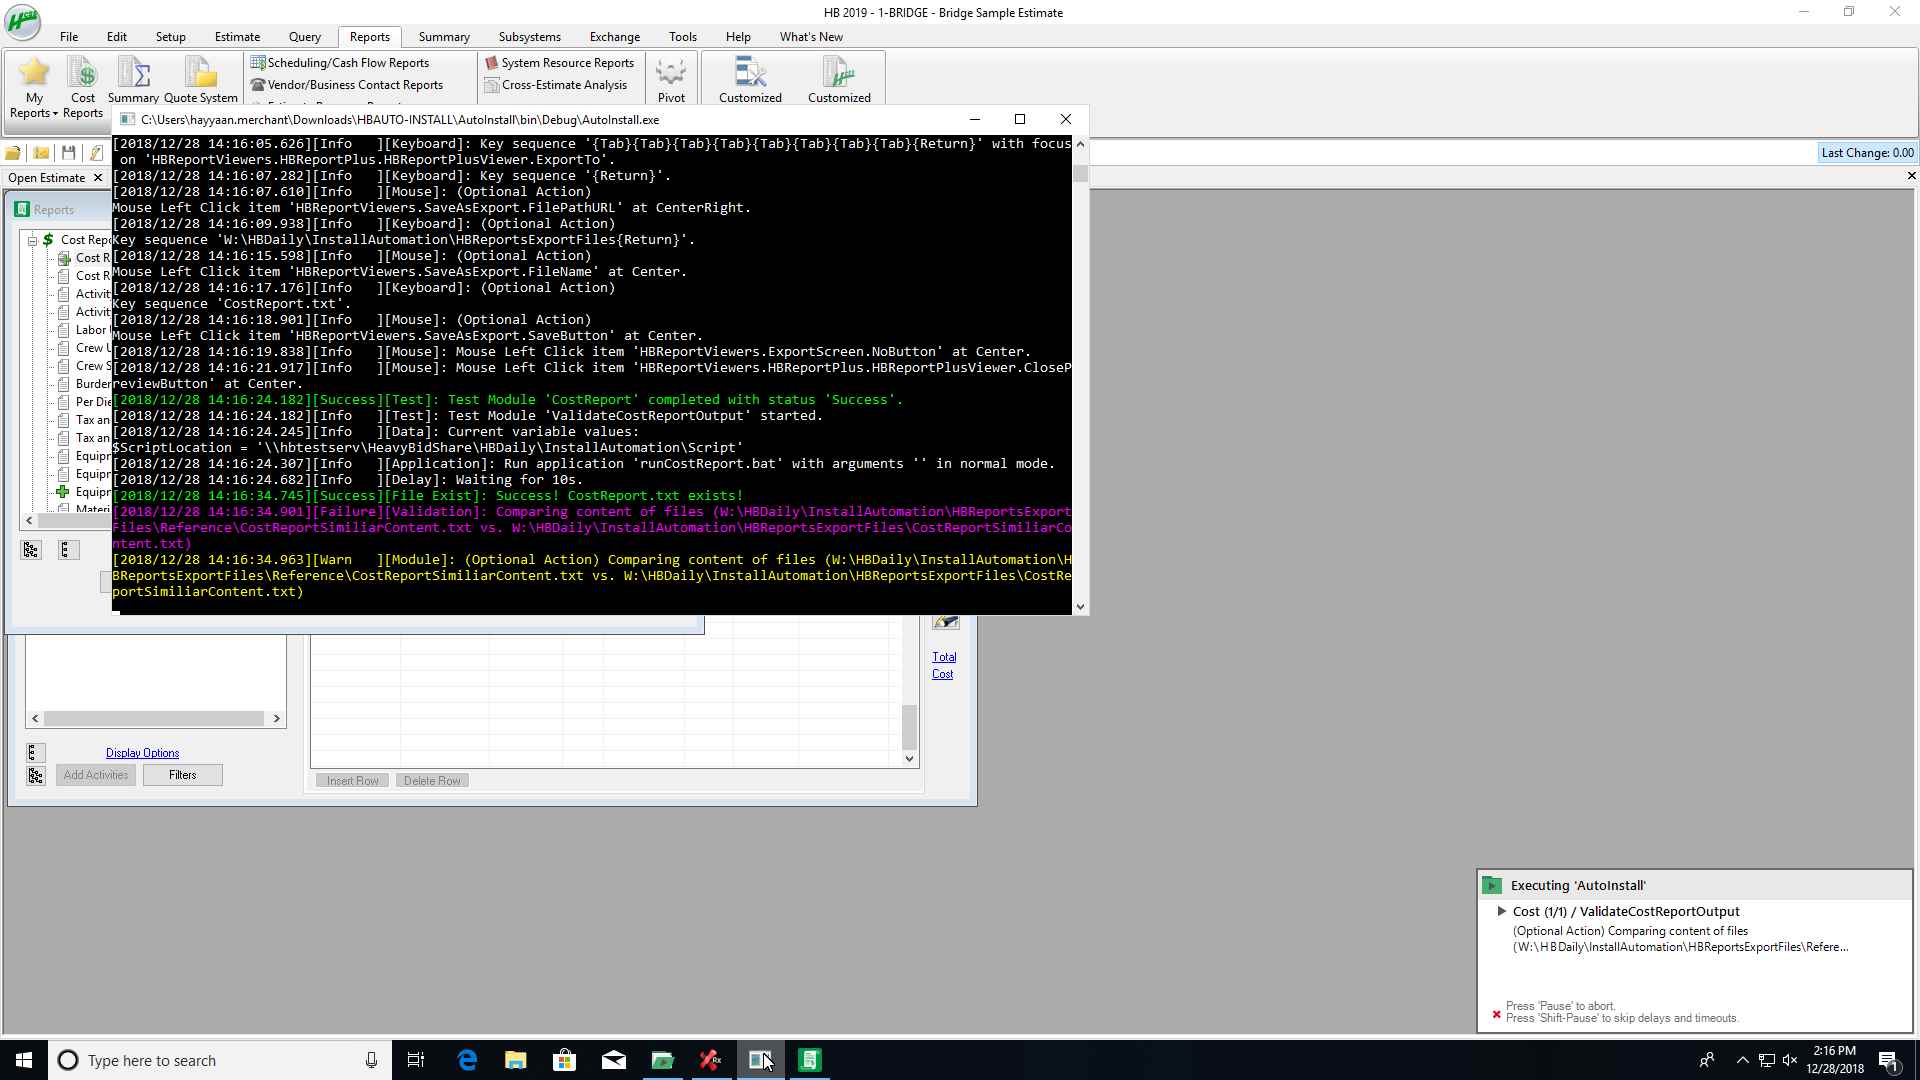 HB 2019 - 1-BRIDGE - Bridge Sample Estimate
File Edit Setup Estimate Query Reports Summary Subsystems Exchange Tools Help What's New
Scheduling/Cash Flow Reports System Resource Reports
Vendor/Business Contact Reports Cross-Estimate Analysis
My Reports Cost Reports Summary Quote System Pivot Customized Customized
Last Change: 0.00
Open Estimate
C:\Users\hayyaan.merchant\Downloads\HBAUTO-INSTALL\AutoInstall\bin\Debug\AutoInstall.exe
[2018/12/28 14:16:05.626][Info   ][Keyboard]: Key sequence '{Tab}{Tab}{Tab}{Tab}{Tab}{Tab}{Tab}{Tab}{Return}' with focus
on 'HBReportViewers.HBReportPlus.HBReportPlusViewer.ExportTo'.
[2018/12/28 14:16:07.282][Info   ][Keyboard]: Key sequence '{Return}'.
[2018/12/28 14:16:07.610][Info   ][Mouse]: (Optional Action)
Mouse Left Click item 'HBReportViewers.SaveAsExport.FilePathURL' at CenterRight.
[2018/12/28 14:16:09.938][Info   ][Keyboard]: (Optional Action)
Key sequence 'W:\HBDaily\InstallAutomation\HBReportsExportFiles{Return}'.
[2018/12/28 14:16:15.598][Info   ][Mouse]: (Optional Action)
Mouse Left Click item 'HBReportViewers.SaveAsExport.FileName' at Center.
[2018/12/28 14:16:17.176][Info   ][Keyboard]: (Optional Action)
Key sequence 'CostReport.txt'.
[2018/12/28 14:16:18.901][Info   ][Mouse]: (Optional Action)
Mouse Left Click item 'HBReportViewers.SaveAsExport.SaveButton' at Center.
[2018/12/28 14:16:19.838][Info   ][Mouse]: Mouse Left Click item 'HBReportViewers.ExportScreen.NoButton' at Center.
[2018/12/28 14:16:21.917][Info   ][Mouse]: Mouse Left Click item 'HBReportViewers.HBReportPlus.HBReportPlusViewer.CloseP
reviewButton' at Center.
[2018/12/28 14:16:24.182][Success][Test]: Test Module 'CostReport' completed with status 'Success'.
[2018/12/28 14:16:24.182][Info   ][Test]: Test Module 'ValidateCostReportOutput' started.
[2018/12/28 14:16:24.245][Info   ][Data]: Current variable values:
$ScriptLocation = '\\hbtestserv\HeavyBidShare\HBDaily\InstallAutomation\Script'
[2018/12/28 14:16:24.307][Info   ][Application]: Run application 'runCostReport.bat' with arguments '' in normal mode.
[2018/12/28 14:16:24.682][Info   ][Delay]: Waiting for 10s.
[2018/12/28 14:16:34.745][Success][File Exist]: Success! CostReport.txt exists!
[2018/12/28 14:16:34.901][Failure][Validation]: Comparing content of files (W:\HBDaily\InstallAutomation\HBReportsExport
Files\Reference\CostReportSimiliarContent.txt vs. W:\HBDaily\InstallAutomation\HBReportsExportFiles\CostReportSimiliarCo
ntent.txt)
[2018/12/28 14:16:34.963][Warn   ][Module]: (Optional Action) Comparing content of files (W:\HBDaily\InstallAutomation\H
BReportsExportFiles\Reference\CostReportSimiliarContent.txt vs. W:\HBDaily\InstallAutomation\HBReportsExportFiles\CostRe
portSimiliarContent.txt)
Reports
Cost Repo
Cost R
Cost R
Activit
Activit
Labor
Crew U
Crew S
Burden
Per Die
Tax an
Tax an
Equipn
Equipn
Equipn
Materi
Total
Cost
Display Options
Add Activities Filters
Insert Row Delete Row
Executing 'AutoInstall'
Cost (1/1) / ValidateCostReportOutput
(Optional Action) Comparing content of files
(W:\HBDaily\InstallAutomation\HBReportsExportFiles\Refere...
Press 'Pause' to abort.
Press 'Shift-Pause' to skip delays and timeouts.
Type here to search
2:16 PM
12/28/2018
1